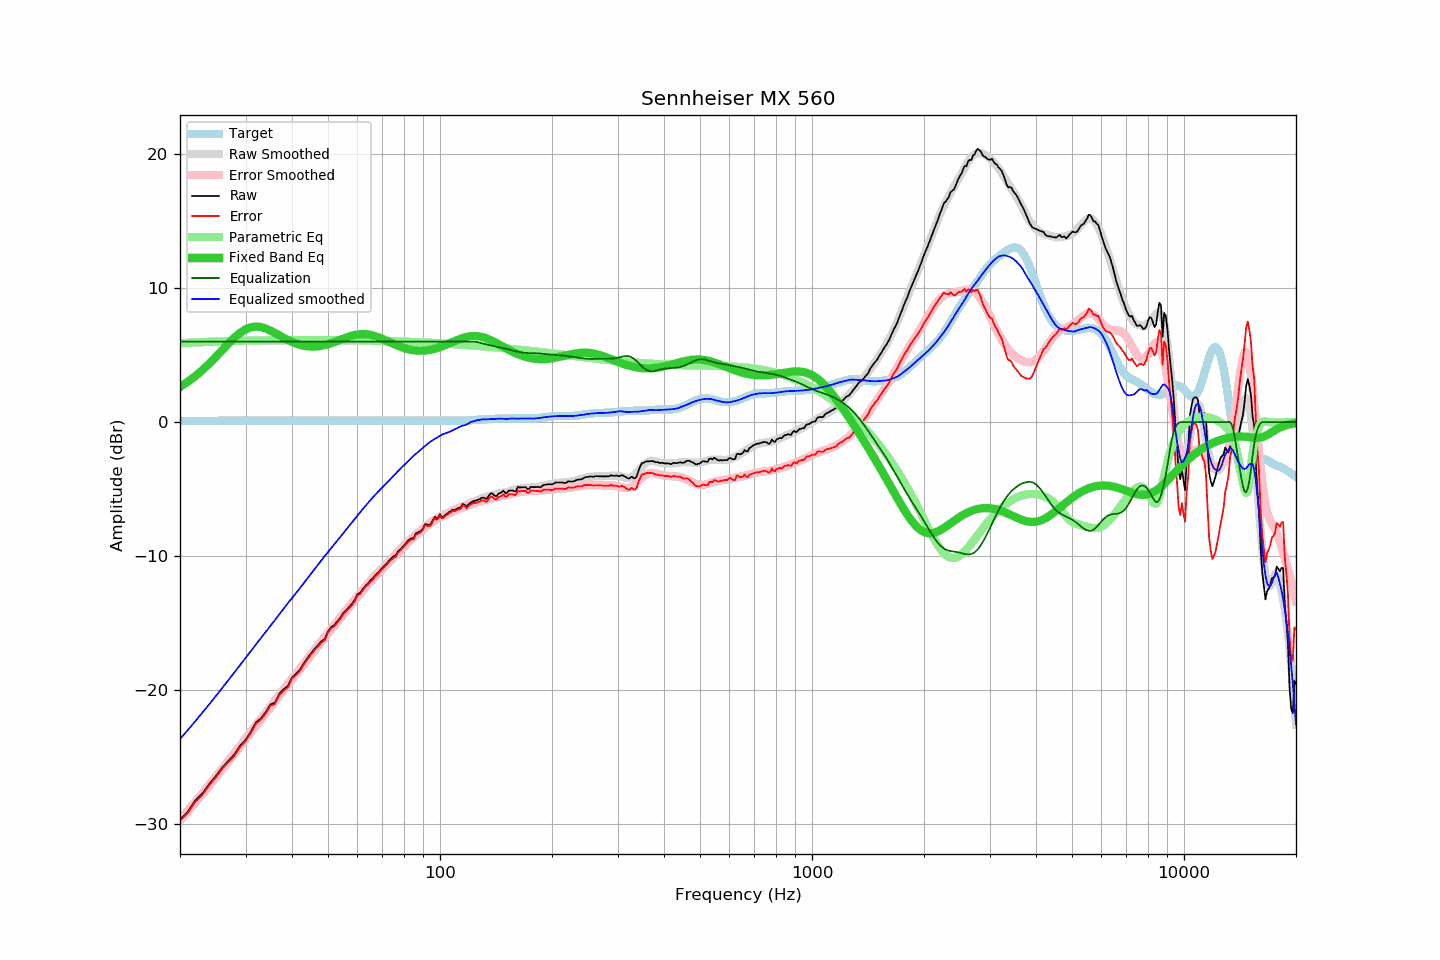 Sennheiser MX 560
Target
Raw Smoothed
Error Smoothed
Raw
Error
Parametric Eq
Fixed Band Eq
Equalization
Equalized smoothed
20
10
0
−10
−20
−30
Amplitude (dBr)
100
1000
10000
Frequency (Hz)